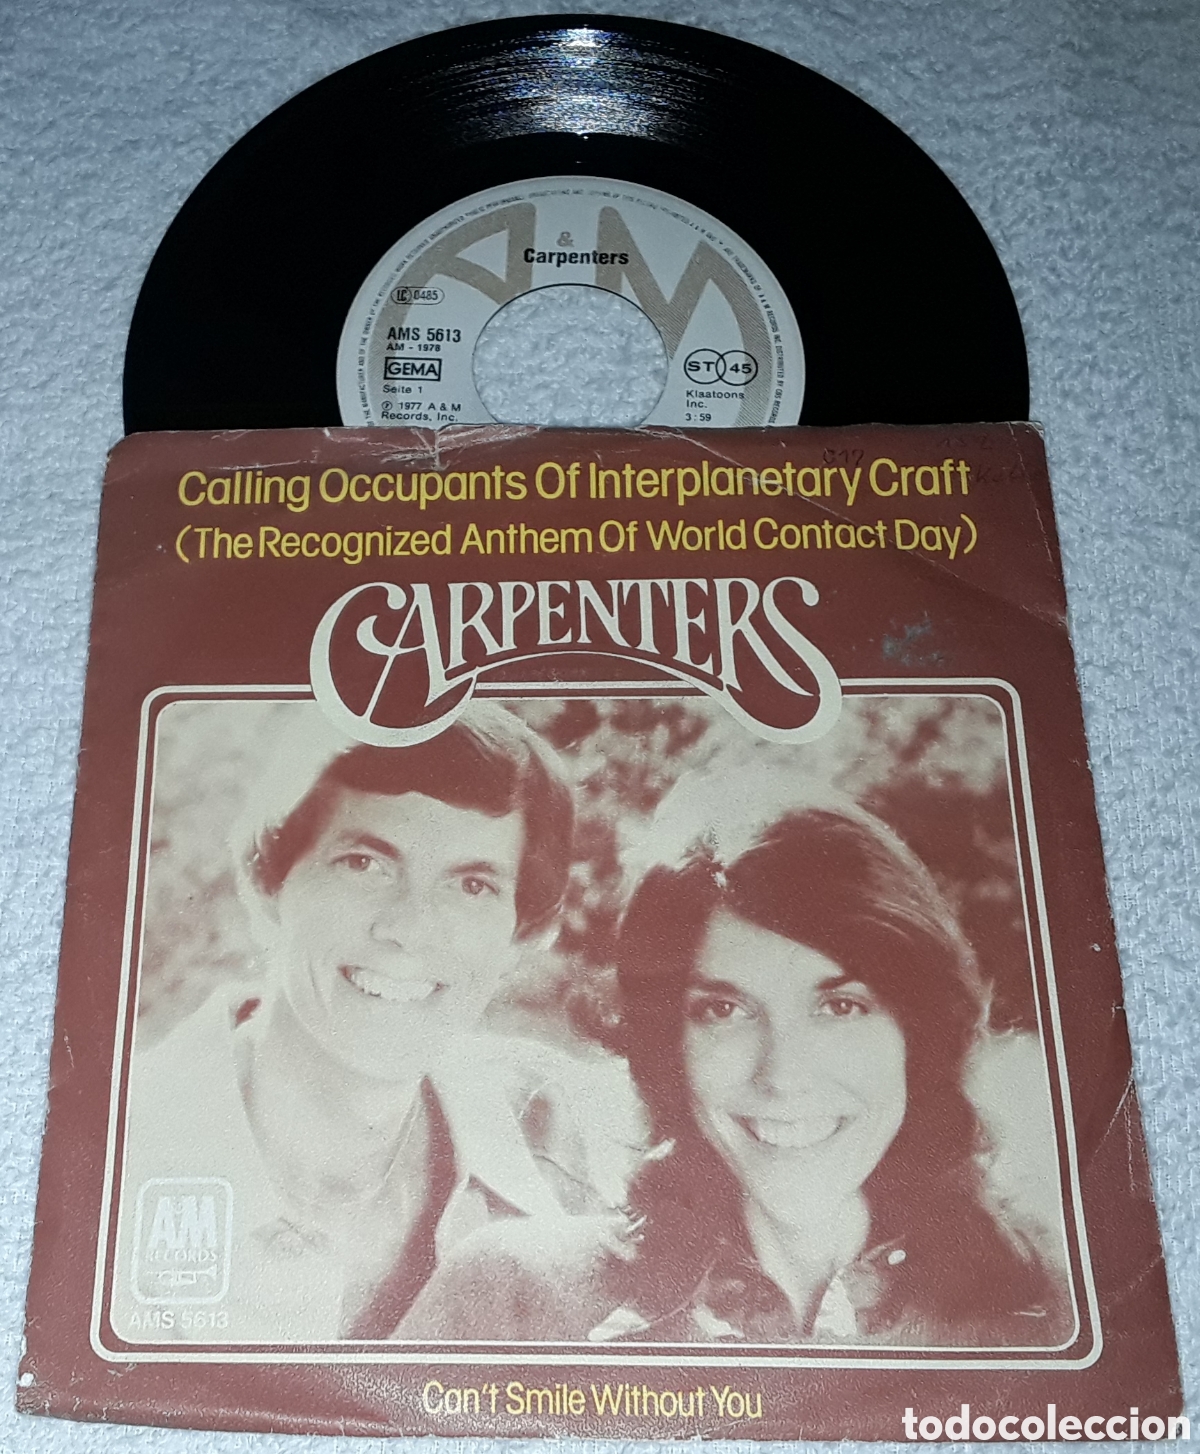 &
Carpenters
LC 0485
AMS 5613
AM - 1978
GEMA
Seite 1
℗ 1977 A & M
Records, Inc.
ST 45
Klaatoons
Inc.
3:59
Calling Occupants Of Interplanetary Craft
(The Recognized Anthem Of World Contact Day)
CARPENTERS
A&M
RECORDS
AMS 5613
Can't Smile Without You
todocoleccion